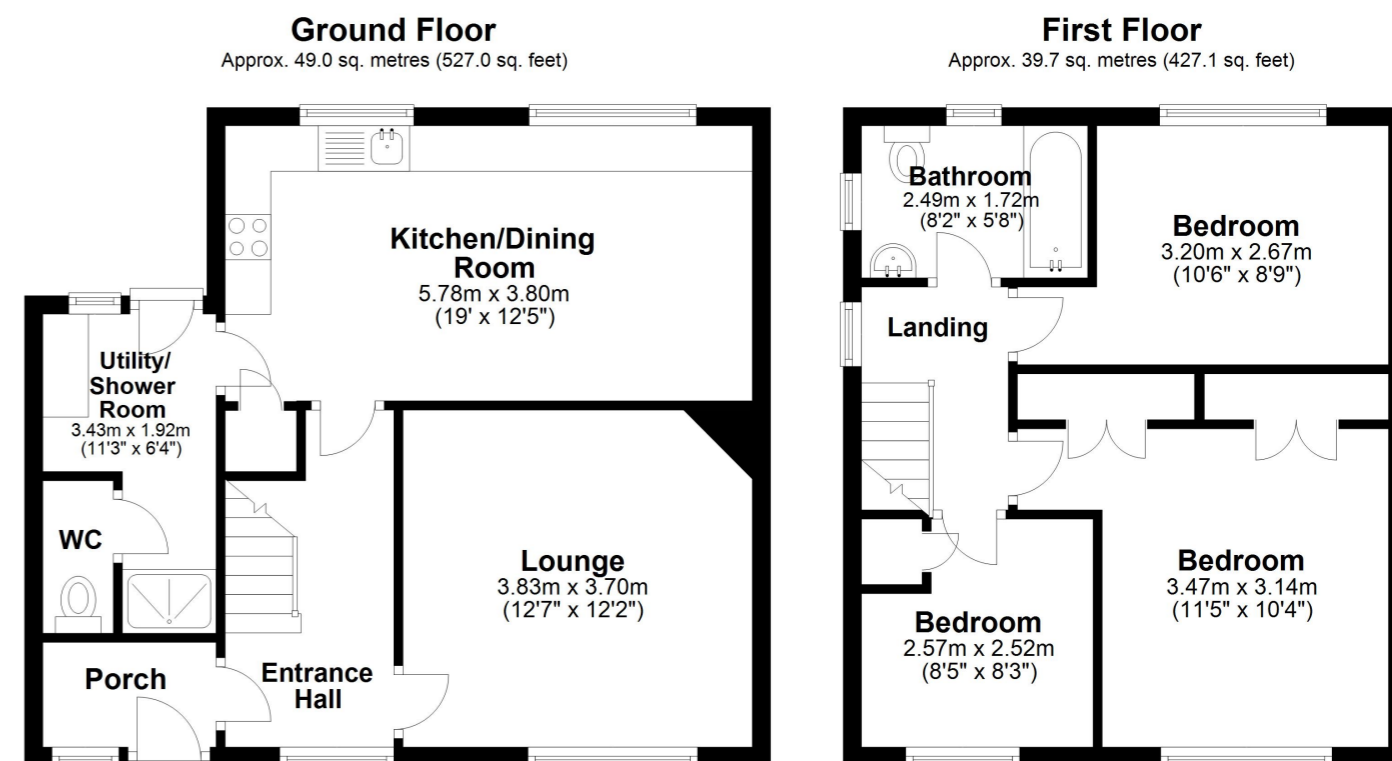 Ground Floor
Approx. 49.0 sq. metres (527.0 sq. feet)
Kitchen/Dining
Room
5.78m x 3.80m
(19' x 12'5")
Utility/
Shower
Room
3.43m x 1.92m
(11'3" x 6'4")
WC
Lounge
3.83m x 3.70m
(12'7" x 12'2")
Porch
Entrance
Hall
First Floor
Approx. 39.7 sq. metres (427.1 sq. feet)
Bathroom
2.49m x 1.72m
(8'2" x 5'8")
Bedroom
3.20m x 2.67m
(10'6" x 8'9")
Landing
Bedroom
3.47m x 3.14m
(11'5" x 10'4")
Bedroom
2.57m x 2.52m
(8'5" x 8'3")